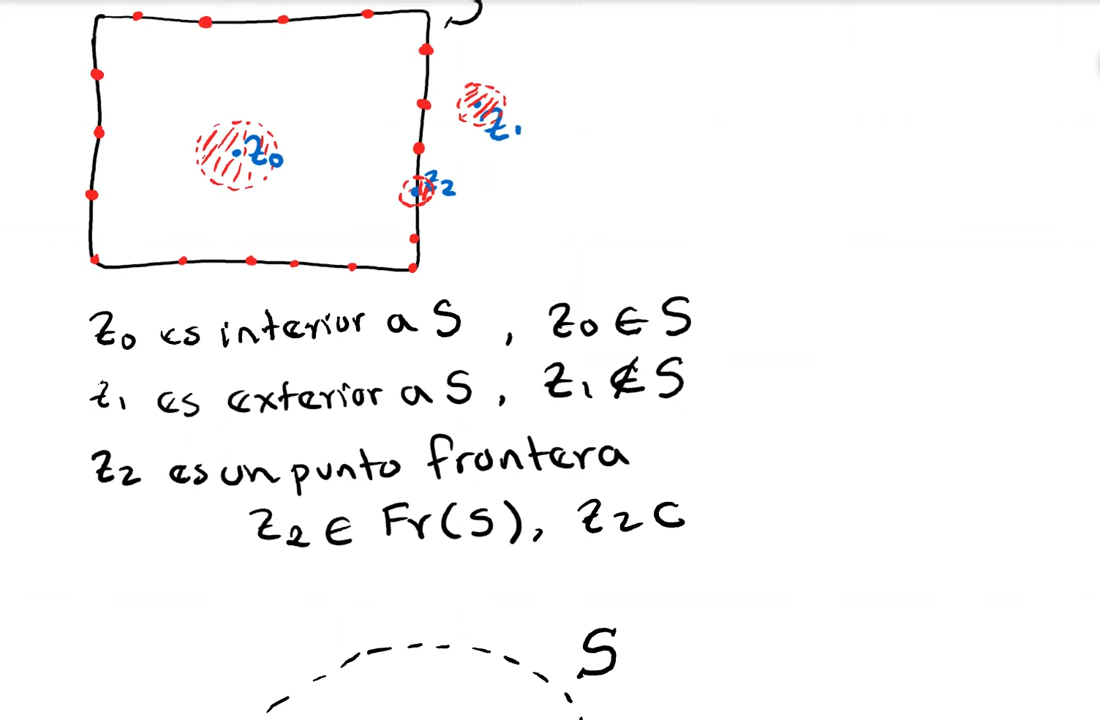 z₁
z₀
z₂
z₀ es interior a S , z₀ ∈ S
z₁ es exterior a S , z₁ ∉ S
z₂ es un punto frontera
z₂ ∈ Fr(S), z₂ C
S